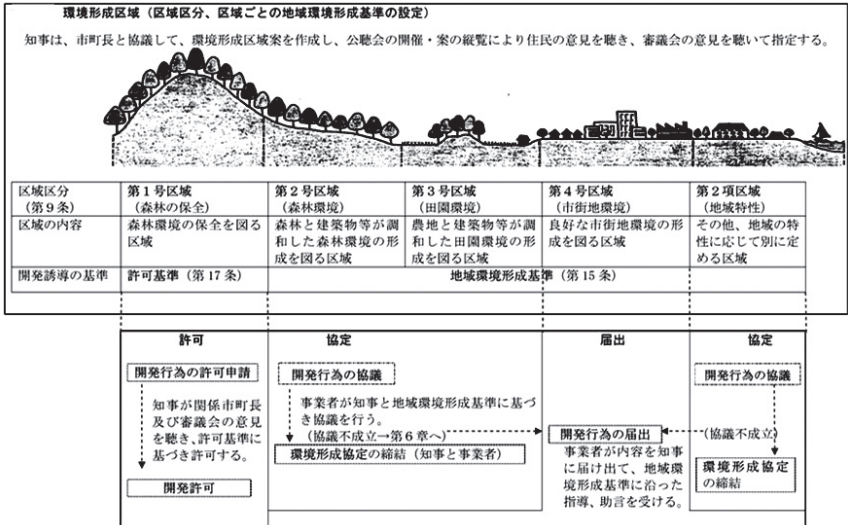 環境形成区域（区域区分、区域ごとの地域環境形成基準の設定）
知事は、市町長と協議して、環境形成区域案を作成し、公聴会の開催・案の縦覧により住民の意見を聴き、審議会の意見を聴いて指定する。
区域区分
（第９条）
第１号区域
（森林の保全）
第２号区域
（森林環境）
第３号区域
（田園環境）
第４号区域
（市街地環境）
第２項区域
（地域特性）
区域の内容
森林環境の保全を図る
区域
森林と建築物等が調
和した森林環境の形
成を図る区域
農地と建築物等が調
和した田園環境の形
成を図る区域
良好な市街地環境の形
成を図る区域
その他、地域の特
性に応じて別に定
める区域
開発誘導の基準
許可基準（第 17 条）
地域環境形成基準（第 15 条）
許可
協定
届出
協定
開発行為の許可申請
知事が関係市町長
及び審議会の意見
を聴き、許可基準に
基づき許可する。
開発許可
開発行為の協議
事業者が知事と地域環境形成基準に基づ
き協議を行う。
（協議不成立→第６章へ）
環境形成協定の締結（知事と事業者）
開発行為の届出
事業者が内容を知事
に届け出て、地域環
境形成基準に沿った
指導、助言を受ける。
開発行為の協議
（協議不成立）
環境形成協定
の締結